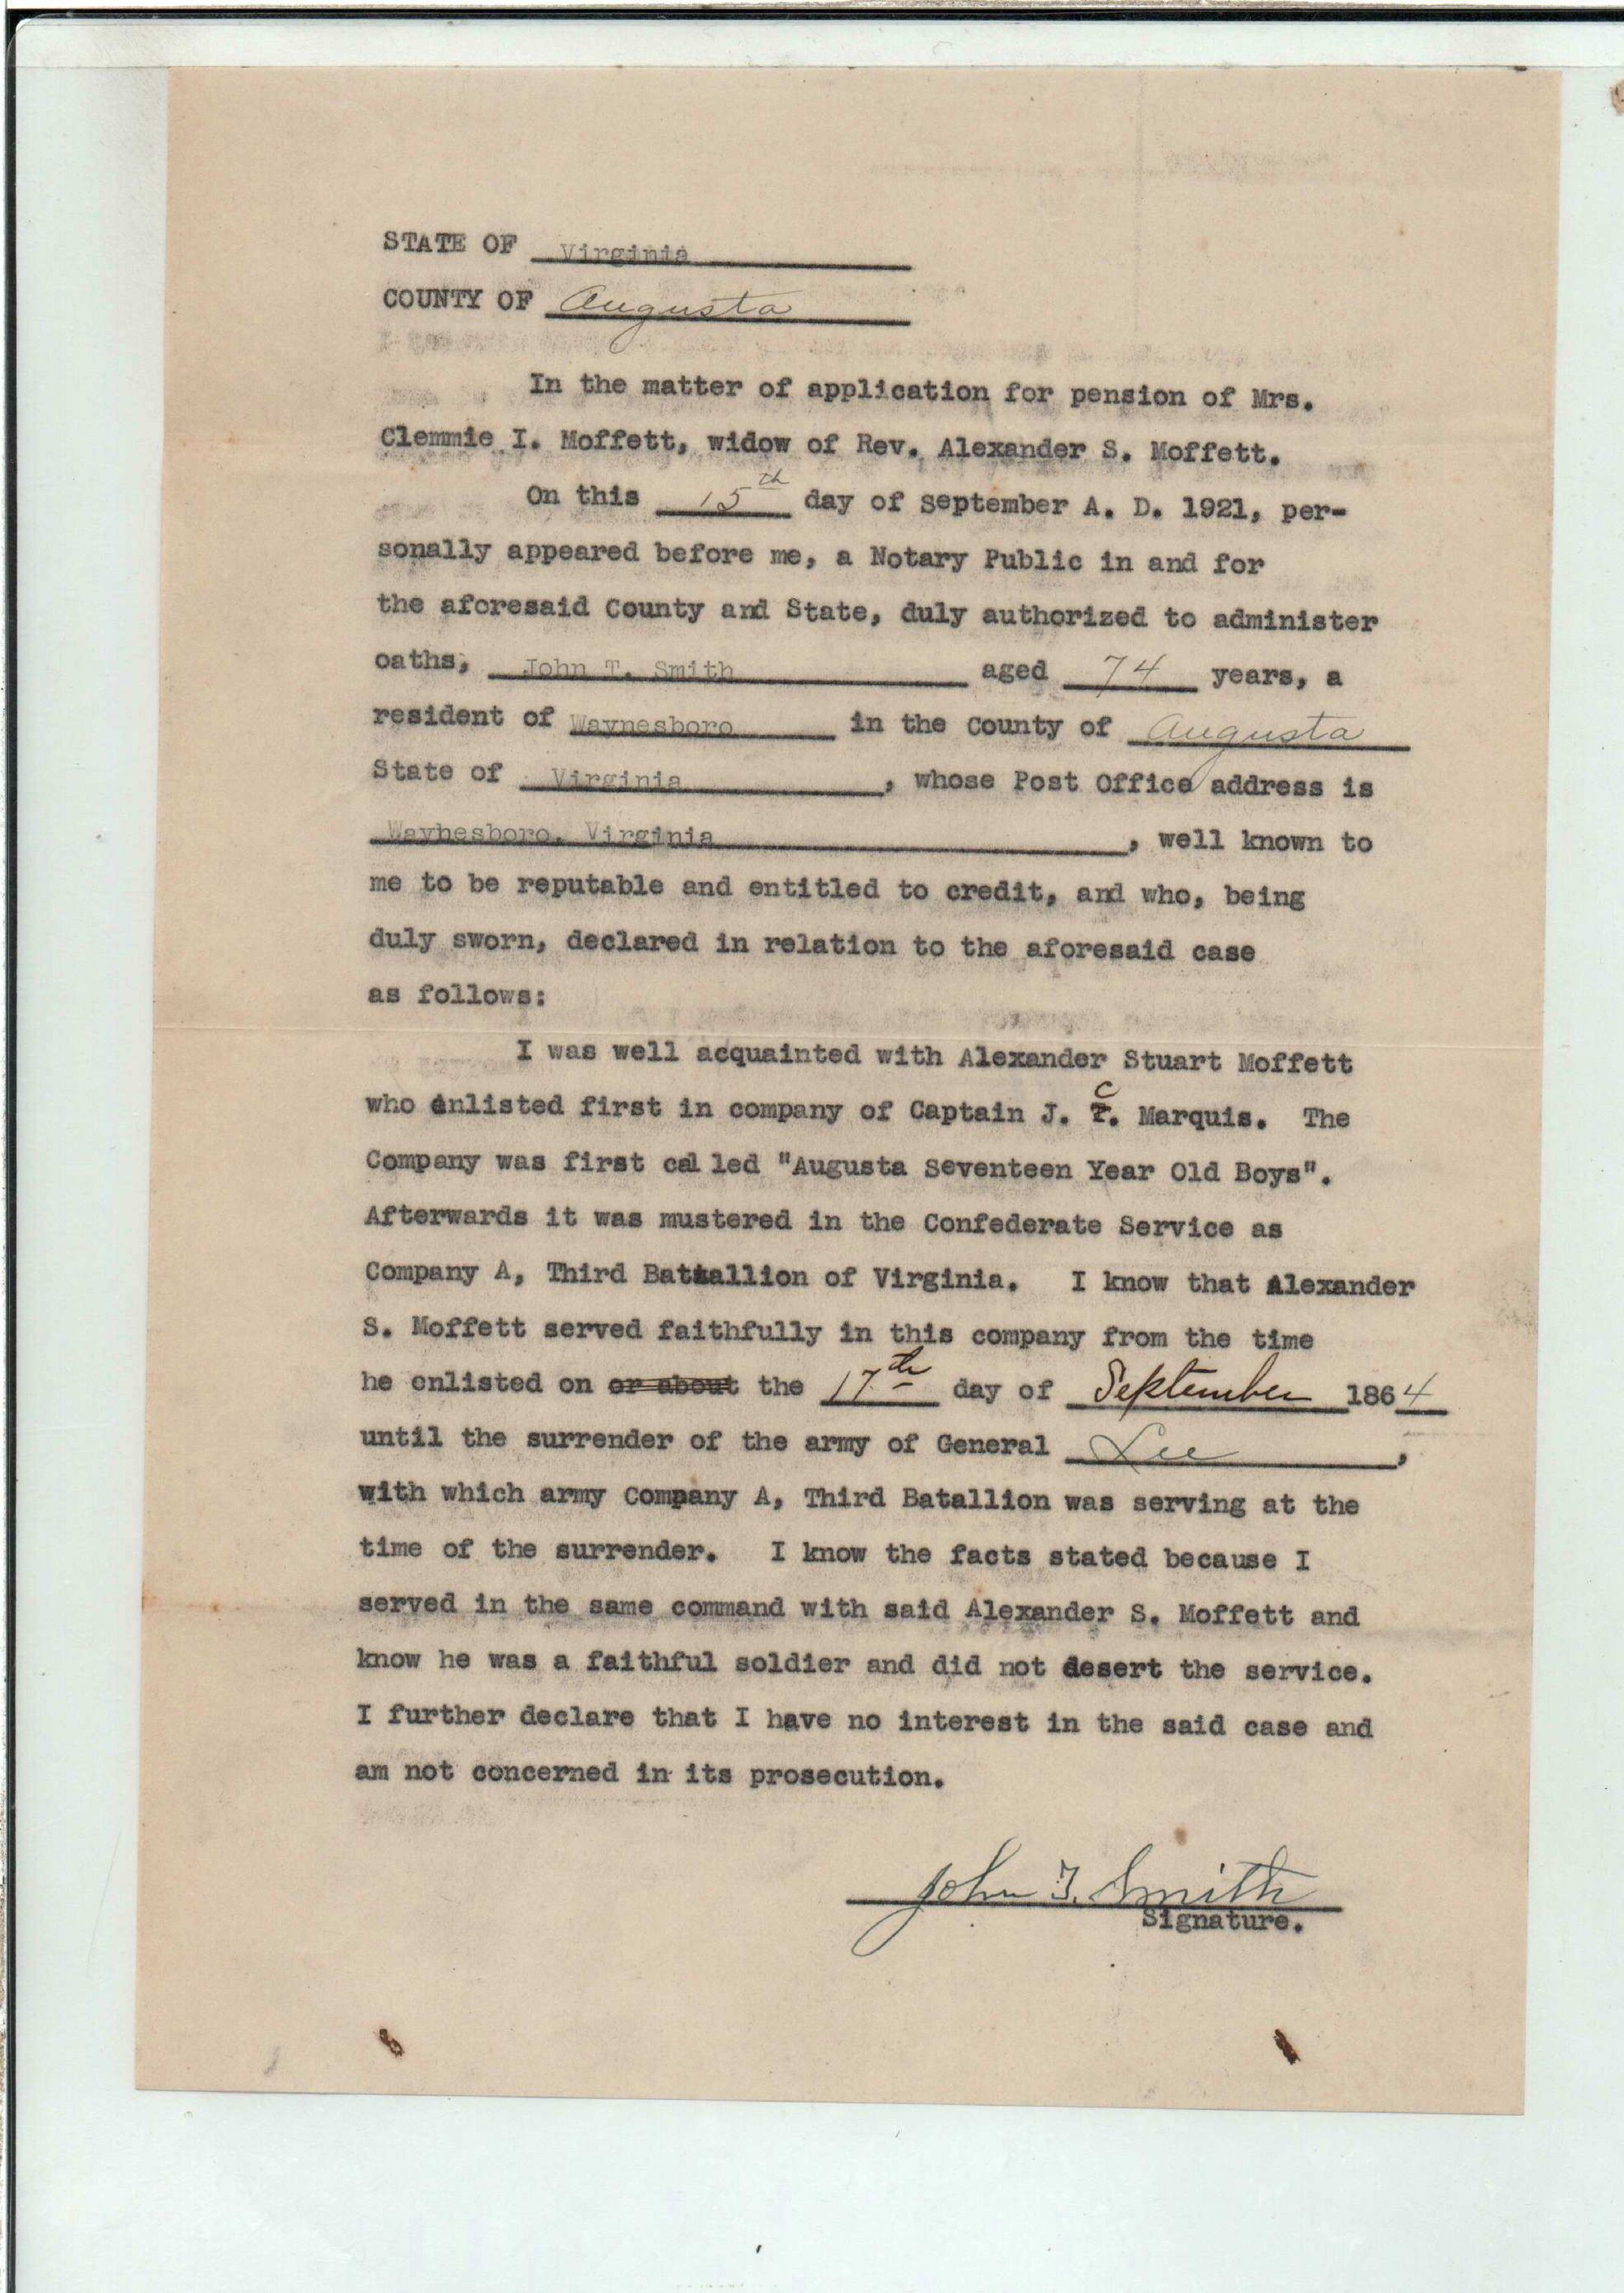 STATE OF Virginia
COUNTY OF Augusta
In the matter of application for pension of Mrs.
Clemmie I. Moffett, widow of Rev. Alexander S. Moffett.
On this 15th day of September A. D. 1921, per-
sonally appeared before me, a Notary Public in and for
the aforesaid County and State, duly authorized to administer
oaths, John T. Smith aged 74 years, a
resident of Waynesboro in the County of Augusta
State of Virginia, whose Post Office address is
Waynesboro, Virginia, well known to
me to be reputable and entitled to credit, and who, being
duly sworn, declared in relation to the aforesaid case
as follows:
I was well acquainted with Alexander Stuart Moffett
who enlisted first in company of Captain J. C. Marquis. The
Company was first called "Augusta Seventeen Year Old Boys".
Afterwards it was mustered in the Confederate Service as
Company A, Third Battallion of Virginia. I know that Alexander
S. Moffett served faithfully in this company from the time
he enlisted on or about the 17th day of September 1864
until the surrender of the army of General Lee,
with which army Company A, Third Batallion was serving at the
time of the surrender. I know the facts stated because I
served in the same command with said Alexander S. Moffett and
know he was a faithful soldier and did not desert the service.
I further declare that I have no interest in the said case and
am not concerned in its prosecution.
John T. Smith
Signature.